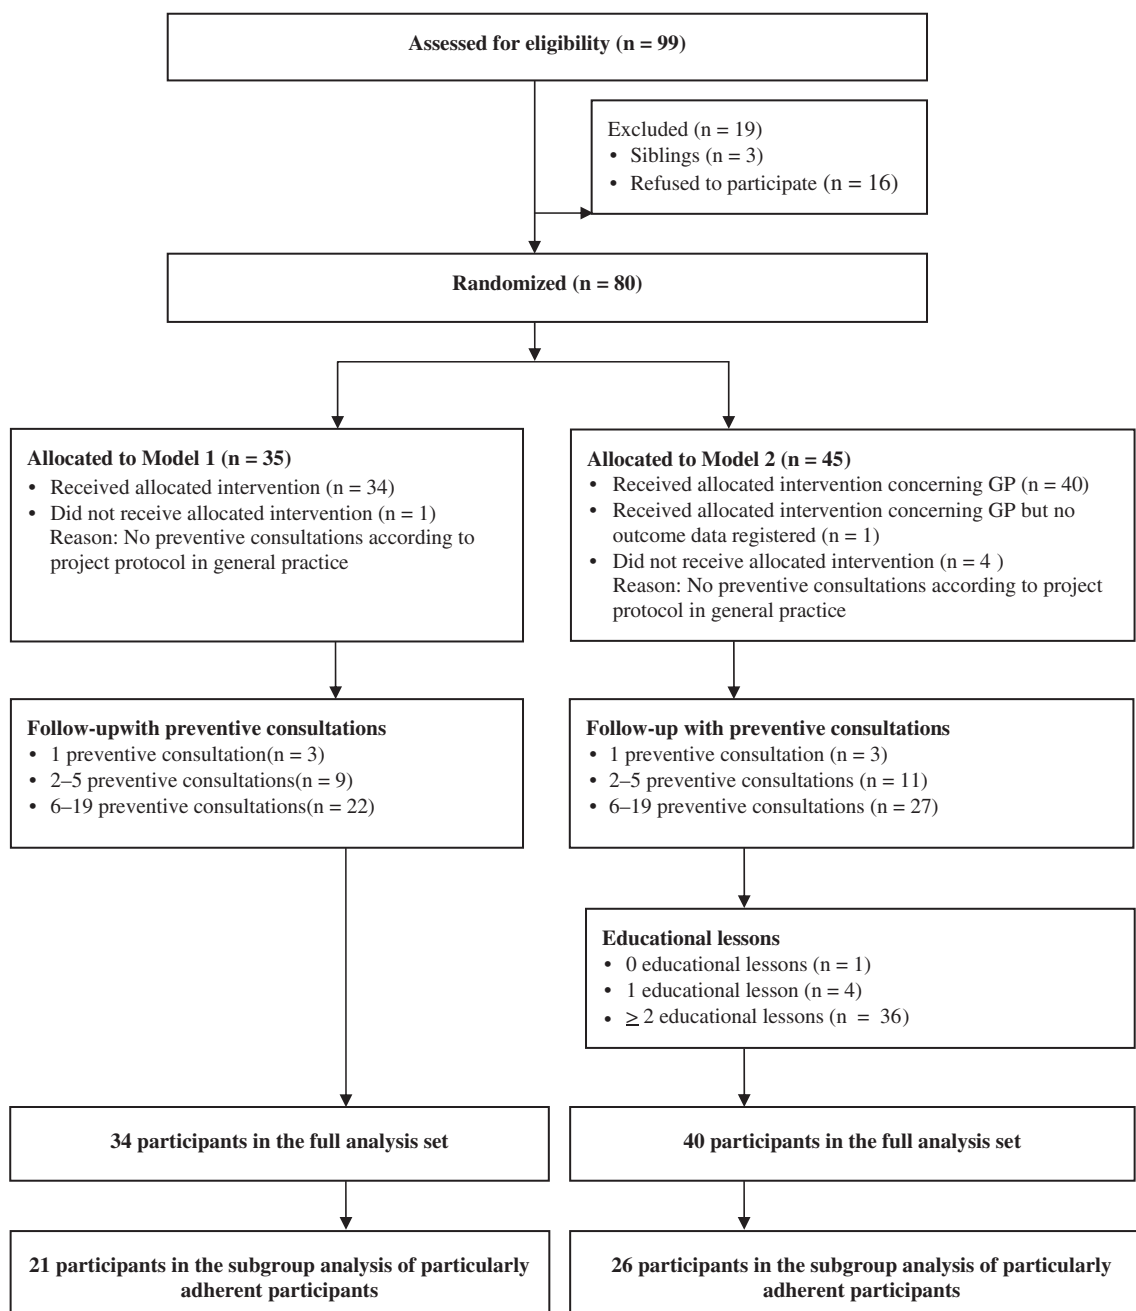 Assessed for eligibility (n = 99)
Excluded (n = 19)
• Siblings (n = 3)
• Refused to participate (n = 16)
Randomized (n = 80)
Allocated to Model 1 (n = 35)
• Received allocated intervention (n = 34)
• Did not receive allocated intervention (n = 1)
Reason: No preventive consultations according to
project protocol in general practice
Allocated to Model 2 (n = 45)
• Received allocated intervention concerning GP (n = 40)
• Received allocated intervention concerning GP but no
outcome data registered (n = 1)
• Did not receive allocated intervention (n = 4 )
Reason: No preventive consultations according to project
protocol in general practice
Follow-upwith preventive consultations
• 1 preventive consultation(n = 3)
• 2–5 preventive consultations(n = 9)
• 6–19 preventive consultations(n = 22)
Follow-up with preventive consultations
• 1 preventive consultation (n = 3)
• 2–5 preventive consultations (n = 11)
• 6–19 preventive consultations (n = 27)
Educational lessons
• 0 educational lessons (n = 1)
• 1 educational lesson (n = 4)
• ≥ 2 educational lessons (n = 36)
34 participants in the full analysis set
40 participants in the full analysis set
21 participants in the subgroup analysis of particularly
adherent participants
26 participants in the subgroup analysis of particularly
adherent participants